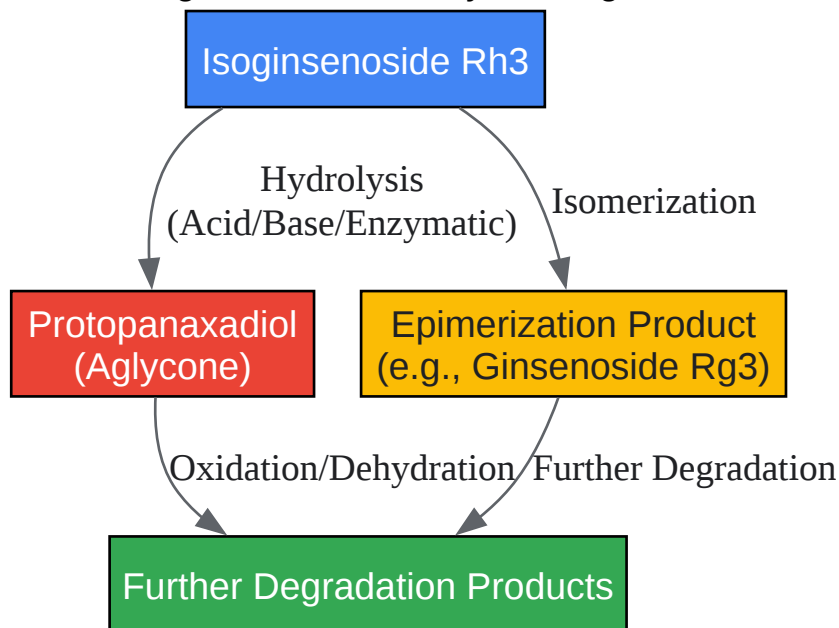 Isoginsenoside Rh3
Hydrolysis
(Acid/Base/Enzymatic)
Isomerization
Protopanaxadiol
(Aglycone)
Epimerization Product
(e.g., Ginsenoside Rg3)
Oxidation/Dehydration
Further Degradation
Further Degradation Products